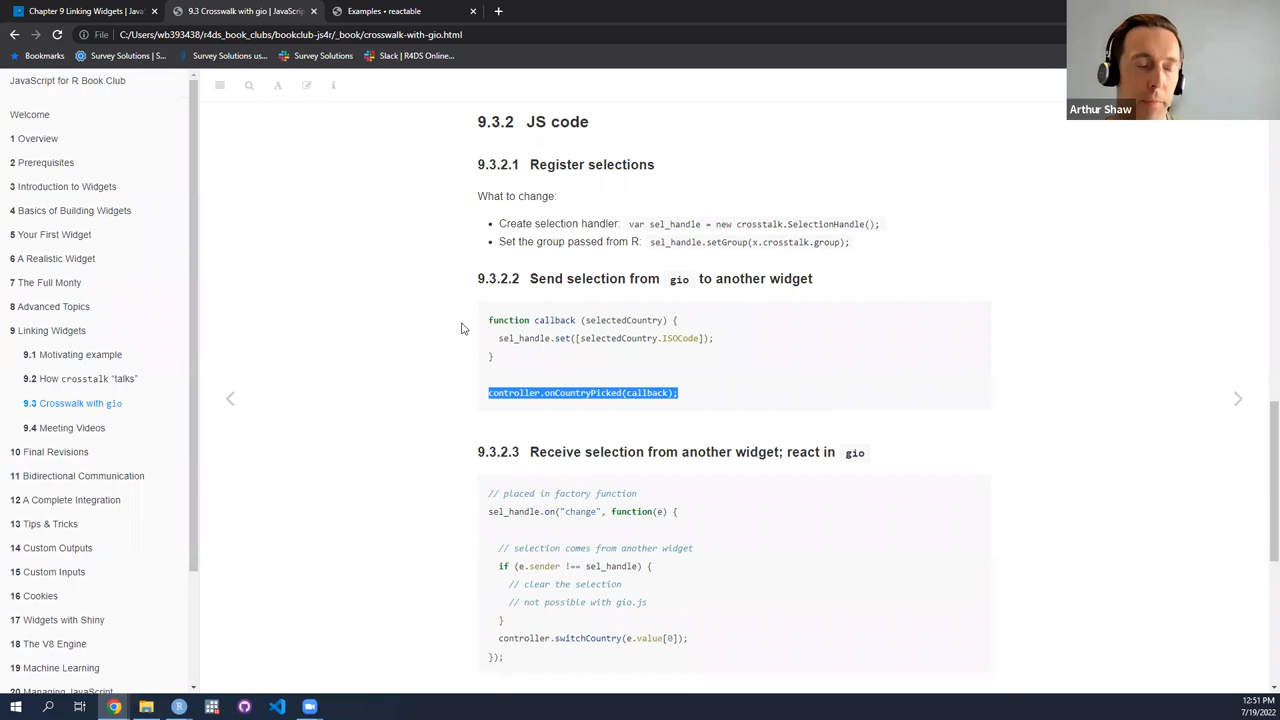 Chapter 9 Linking Widgets | Java
9.3 Crosswalk with gio | JavaScrip
Examples • reactable
File
C:/Users/wb393438/r4ds_book_clubs/bookclub-js4r/_book/crosswalk-with-gio.html
Bookmarks
Survey Solutions | S...
Survey Solutions us...
Survey Solutions
Slack | R4DS Online...
Arthur Shaw
JavaScript for R Book Club
Welcome
1 Overview
2 Prerequisites
3 Introduction to Widgets
4 Basics of Building Widgets
5 Your First Widget
6 A Realistic Widget
7 The Full Monty
8 Advanced Topics
9 Linking Widgets
9.1 Motivating example
9.2 How crosstalk “talks”
9.3 Crosswalk with gio
9.4 Meeting Videos
10 Final Revisions
11 Bidirectional Communication
12 A Complete Integration
13 Tips & Tricks
14 Custom Outputs
15 Custom Inputs
16 Cookies
17 Widgets with Shiny
18 The V8 Engine
19 Machine Learning
20 Managing JavaScript
9.3.2 JS code
9.3.2.1 Register selections
What to change:
• Create selection handler: var sel_handle = new crosstalk.SelectionHandle();
• Set the group passed from R: sel_handle.setGroup(x.crosstalk.group);
9.3.2.2 Send selection from gio to another widget
function callback (selectedCountry) {
sel_handle.set([selectedCountry.ISOCode]);
}
controller.onCountryPicked(callback);
9.3.2.3 Receive selection from another widget; react in gio
// placed in factory function
sel_handle.on("change", function(e) {
// selection comes from another widget
if (e.sender !== sel_handle) {
// clear the selection
// not possible with gio.js
}
controller.switchCountry(e.value[0]);
});
12:51 PM
7/19/2022